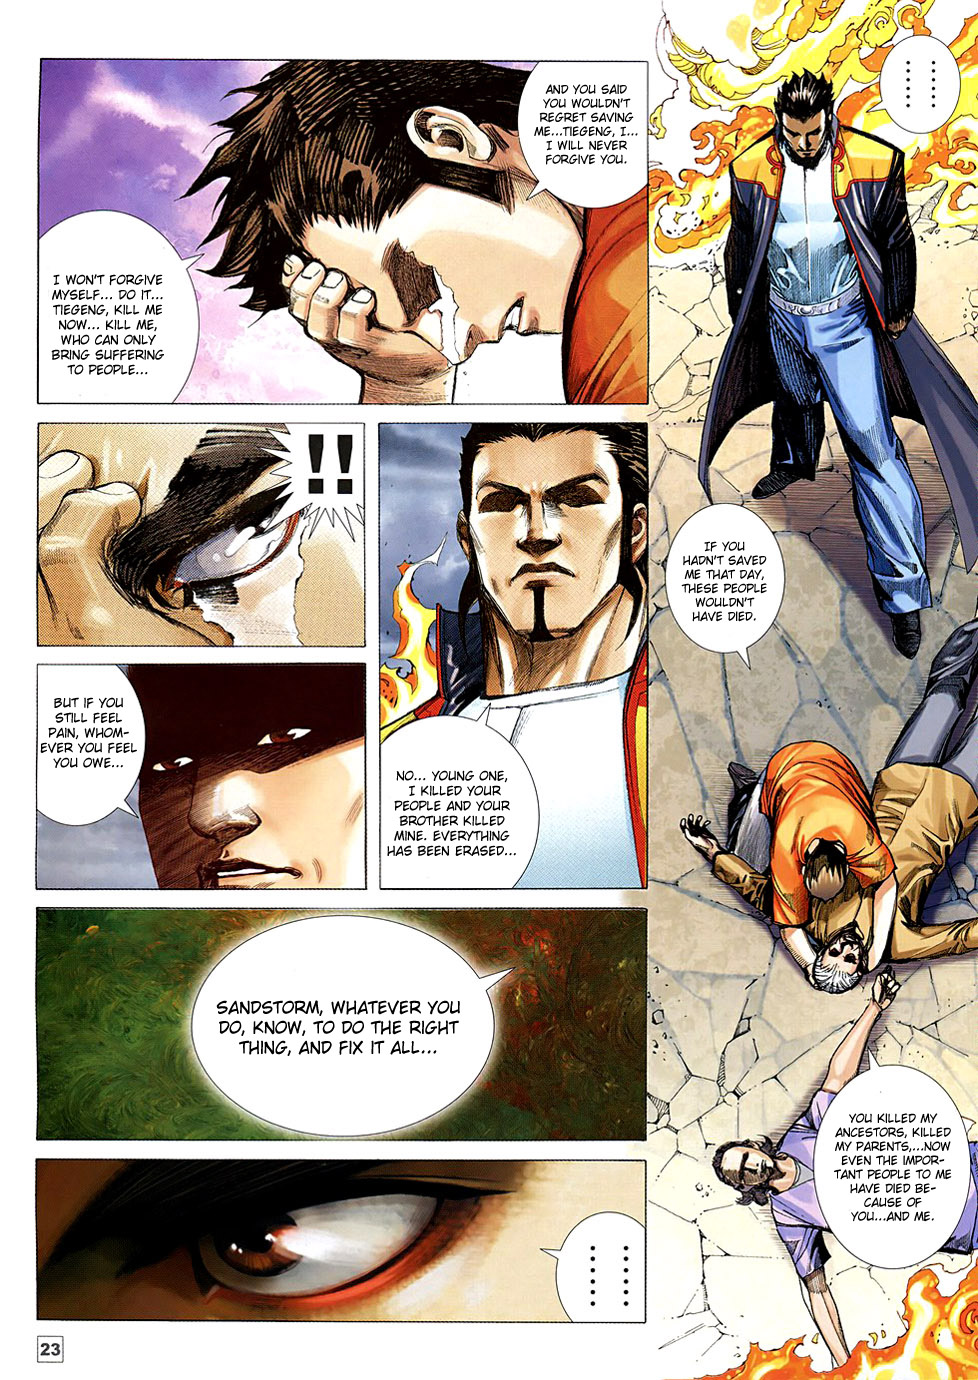 ......
......
IF YOU
HADN'T SAVED
ME THAT DAY,
THESE PEOPLE
WOULDN'T
HAVE DIED.
YOU KILLED MY
ANCESTORS, KILLED
MY PARENTS,...NOW
EVEN THE IMPOR-
TANT PEOPLE TO ME
HAVE DIED BE-
CAUSE OF
YOU...AND ME.
AND YOU SAID
YOU WOULDN'T
REGRET SAVING
ME...TIEGENG, I...
I WILL NEVER
FORGIVE YOU.
I WON'T FORGIVE
MYSELF... DO IT...
TIEGENG, KILL ME
NOW... KILL ME,
WHO CAN ONLY
BRING SUFFERING
TO PEOPLE...
!!
NO... YOUNG ONE,
I KILLED YOUR
PEOPLE AND YOUR
BROTHER KILLED
MINE. EVERYTHING
HAS BEEN ERASED...
BUT IF YOU
STILL FEEL
PAIN, WHOM-
EVER YOU FEEL
YOU OWE...
SANDSTORM, WHATEVER YOU
DO, KNOW, TO DO THE RIGHT
THING, AND FIX IT ALL...
......
......
23